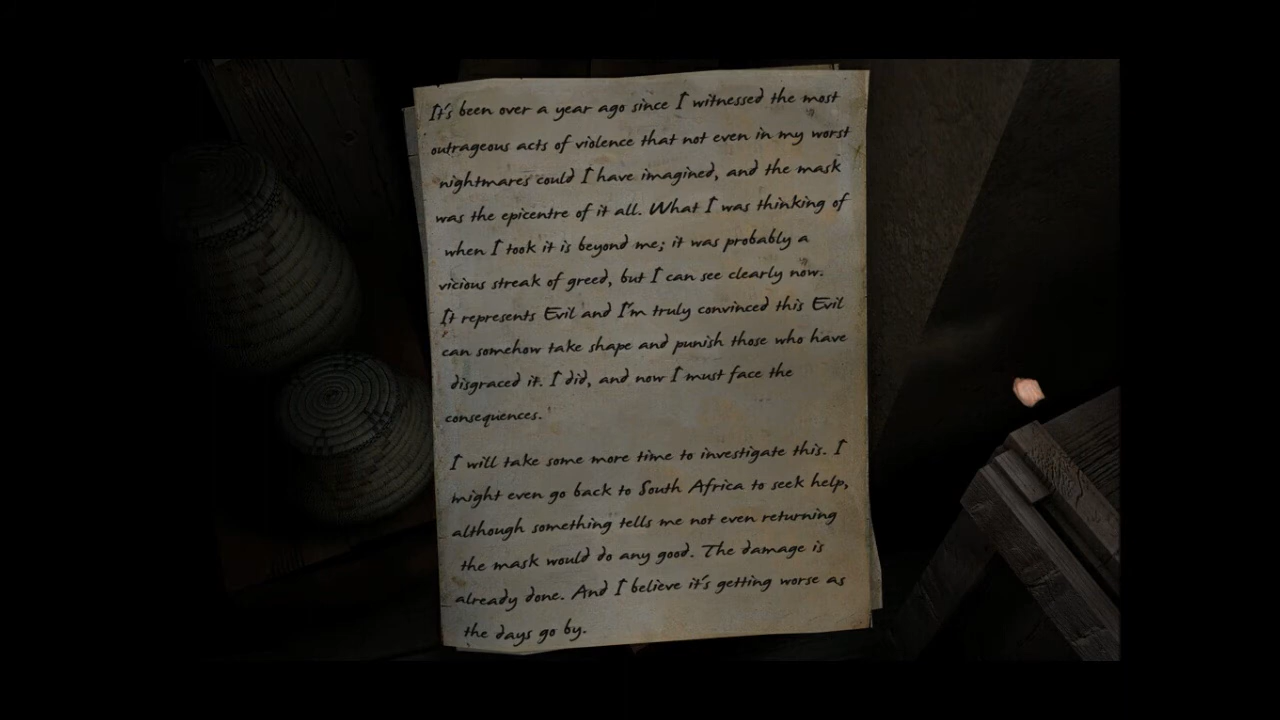 It's been over a year ago since I witnessed the most
outrageous acts of violence that not even in my worst
nightmares could I have imagined, and the mask
was the epicentre of it all. What I was thinking of
when I took it is beyond me; it was probably a
vicious streak of greed, but I can see clearly now.
It represents Evil and I'm truly convinced this Evil
can somehow take shape and punish those who have
disgraced it. I did, and now I must face the
consequences.
I will take some more time to investigate this. I
might even go back to South Africa to seek help,
although something tells me not even returning
the mask would do any good. The damage is
already done. And I believe it's getting worse as
the days go by.